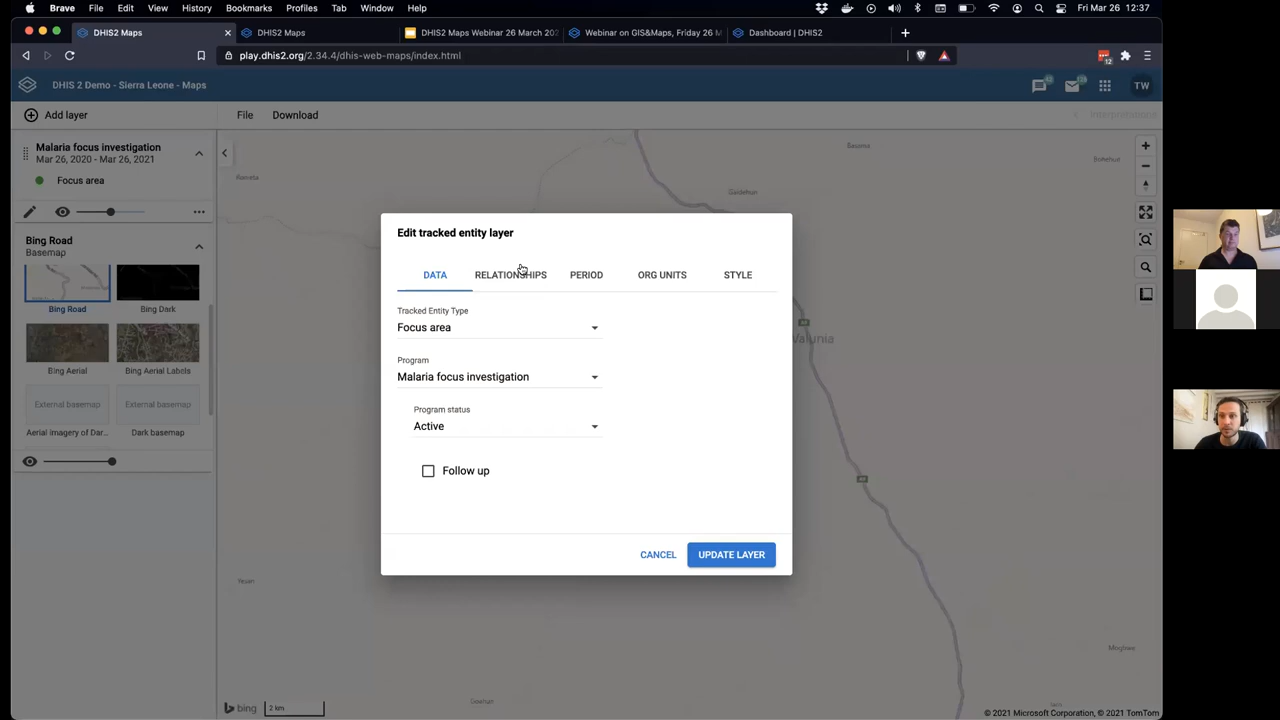 Brave File Edit View History Bookmarks Profiles Tab Window Help Fri Mar 26 12:37
DHIS2 Maps DHIS2 Maps DHIS2 Maps Webinar 26 March 202 Webinar on GIS&Maps, Friday 26 M Dashboard | DHIS2
play.dhis2.org/2.34.4/dhis-web-maps/index.html 12
DHIS 2 Demo - Sierra Leone - Maps TW
Add layer File Download Interpretations
Malaria focus investigation
Mar 26, 2020 - Mar 26, 2021
Focus area
Bing Road
Basemap
Bing Road Bing Dark
Bing Aerial Bing Aerial Labels
External basemap External basemap
Aerial imagery of Dar... Dark basemap
Edit tracked entity layer
DATA RELATIONSHIPS PERIOD ORG UNITS STYLE
Tracked Entity Type
Focus area
Program
Malaria focus investigation
Program status
Active
Follow up
CANCEL UPDATE LAYER
Valunia
Yesan
bing 2 km
© 2021 Microsoft Corporation, © 2021 TomTom